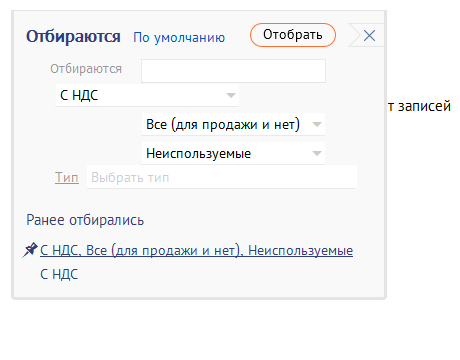 Отбираются По умолчанию Отобрать
Отбираются
С НДС
т записей
Все (для продажи и нет)
Неиспользуемые
Тип Выбрать тип
Ранее отбирались
С НДС, Все (для продажи и нет), Неиспользуемые
С НДС